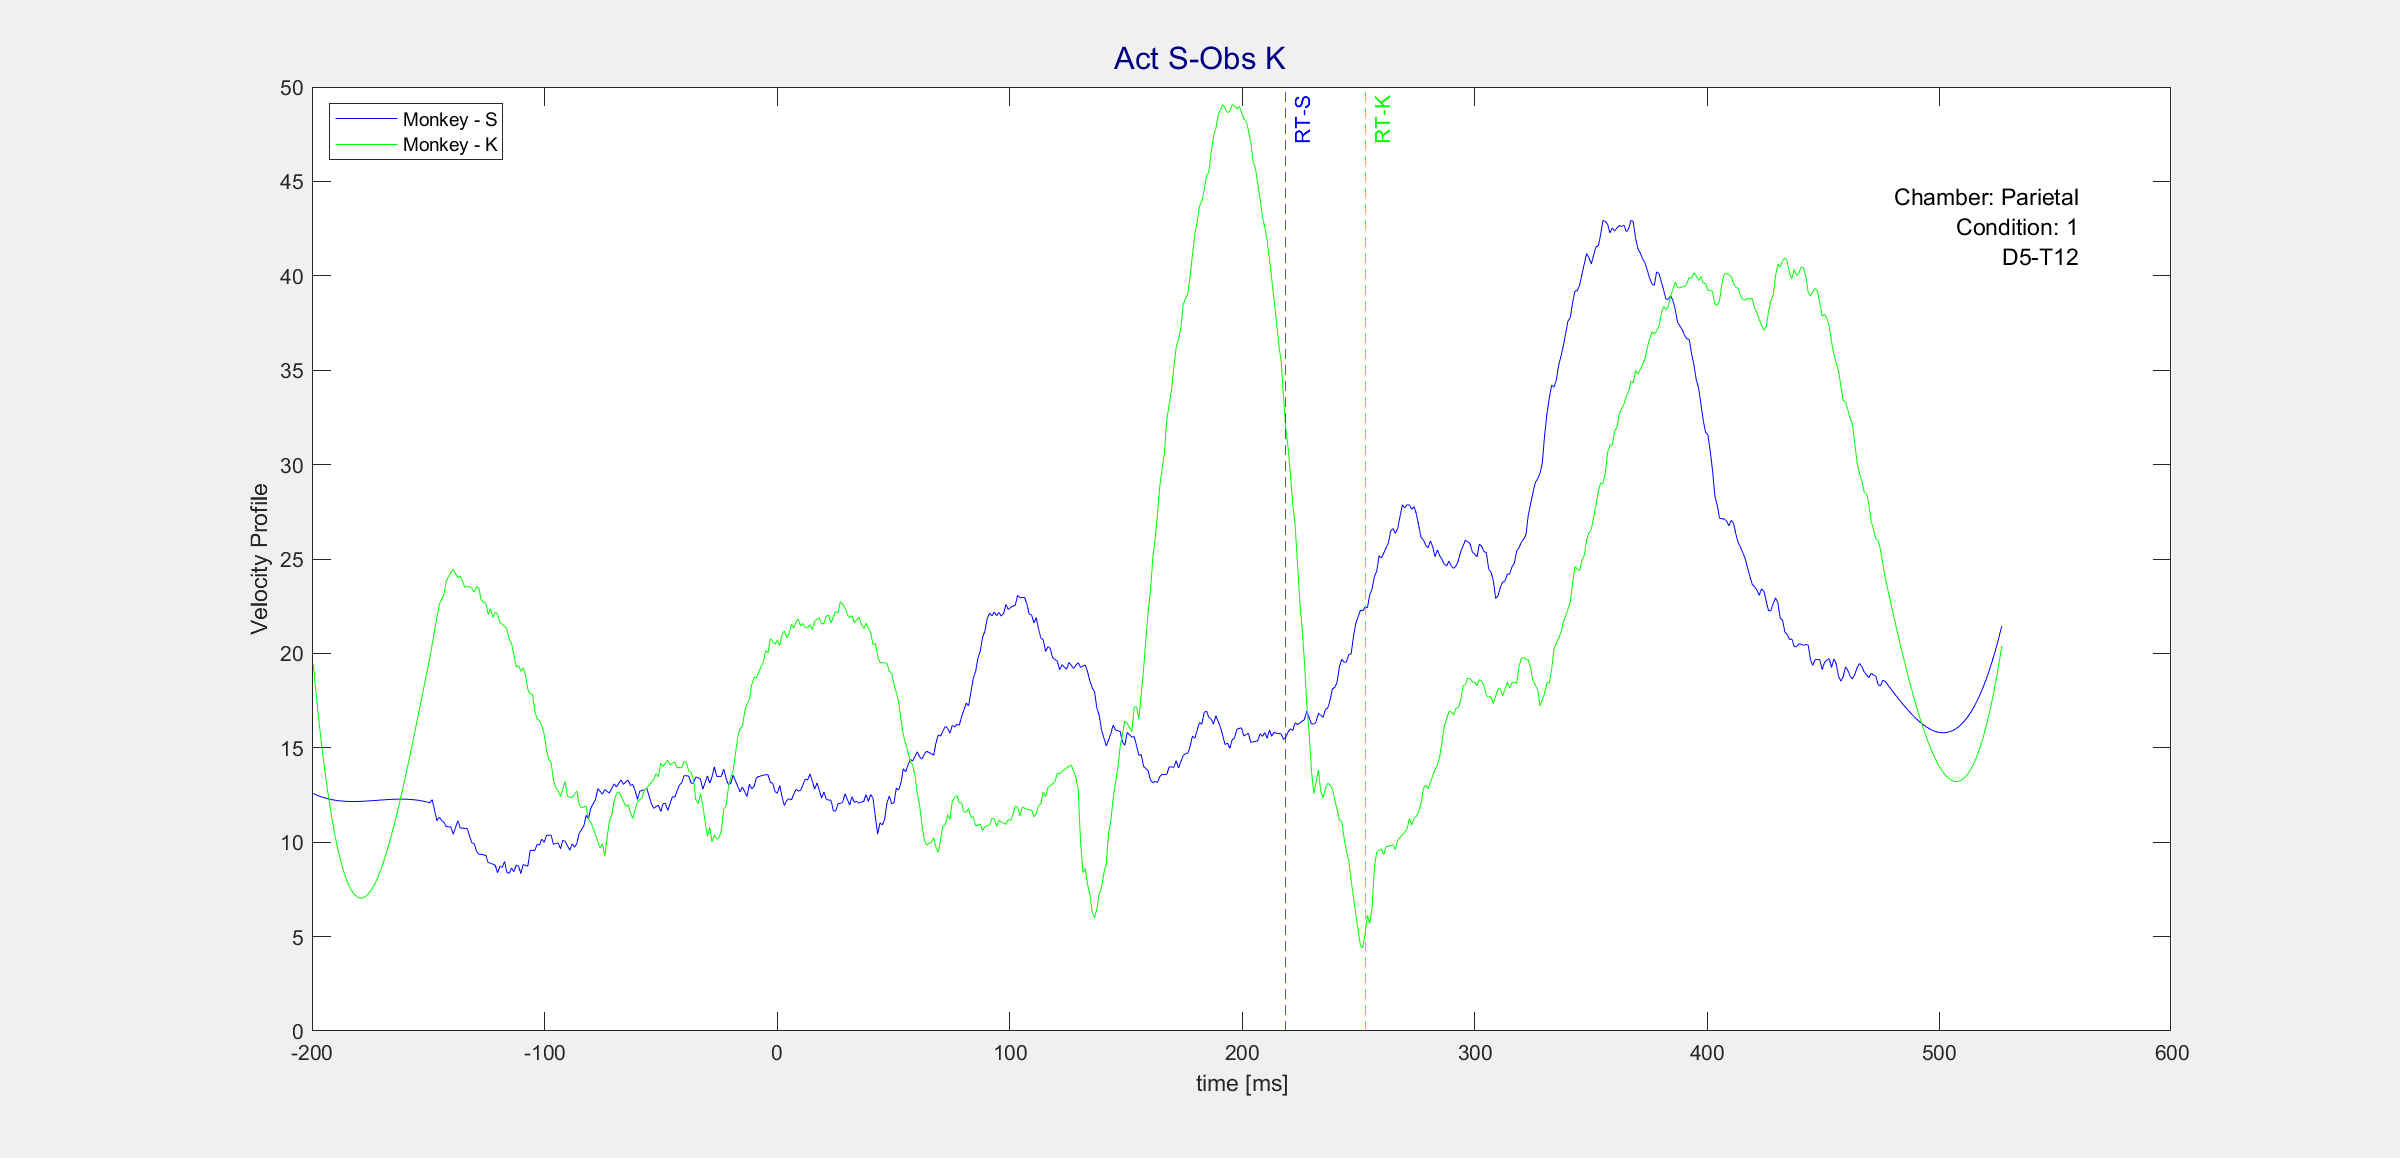 Act S-Obs K
50
45
40
35
30
25
20
15
10
5
0
Velocity Profile
Monkey - S
Monkey - K
RT-S
RT-K
Chamber: Parietal
Condition: 1
D5-T12
-200 -100 0 100 200 300 400 500 600
time [ms]